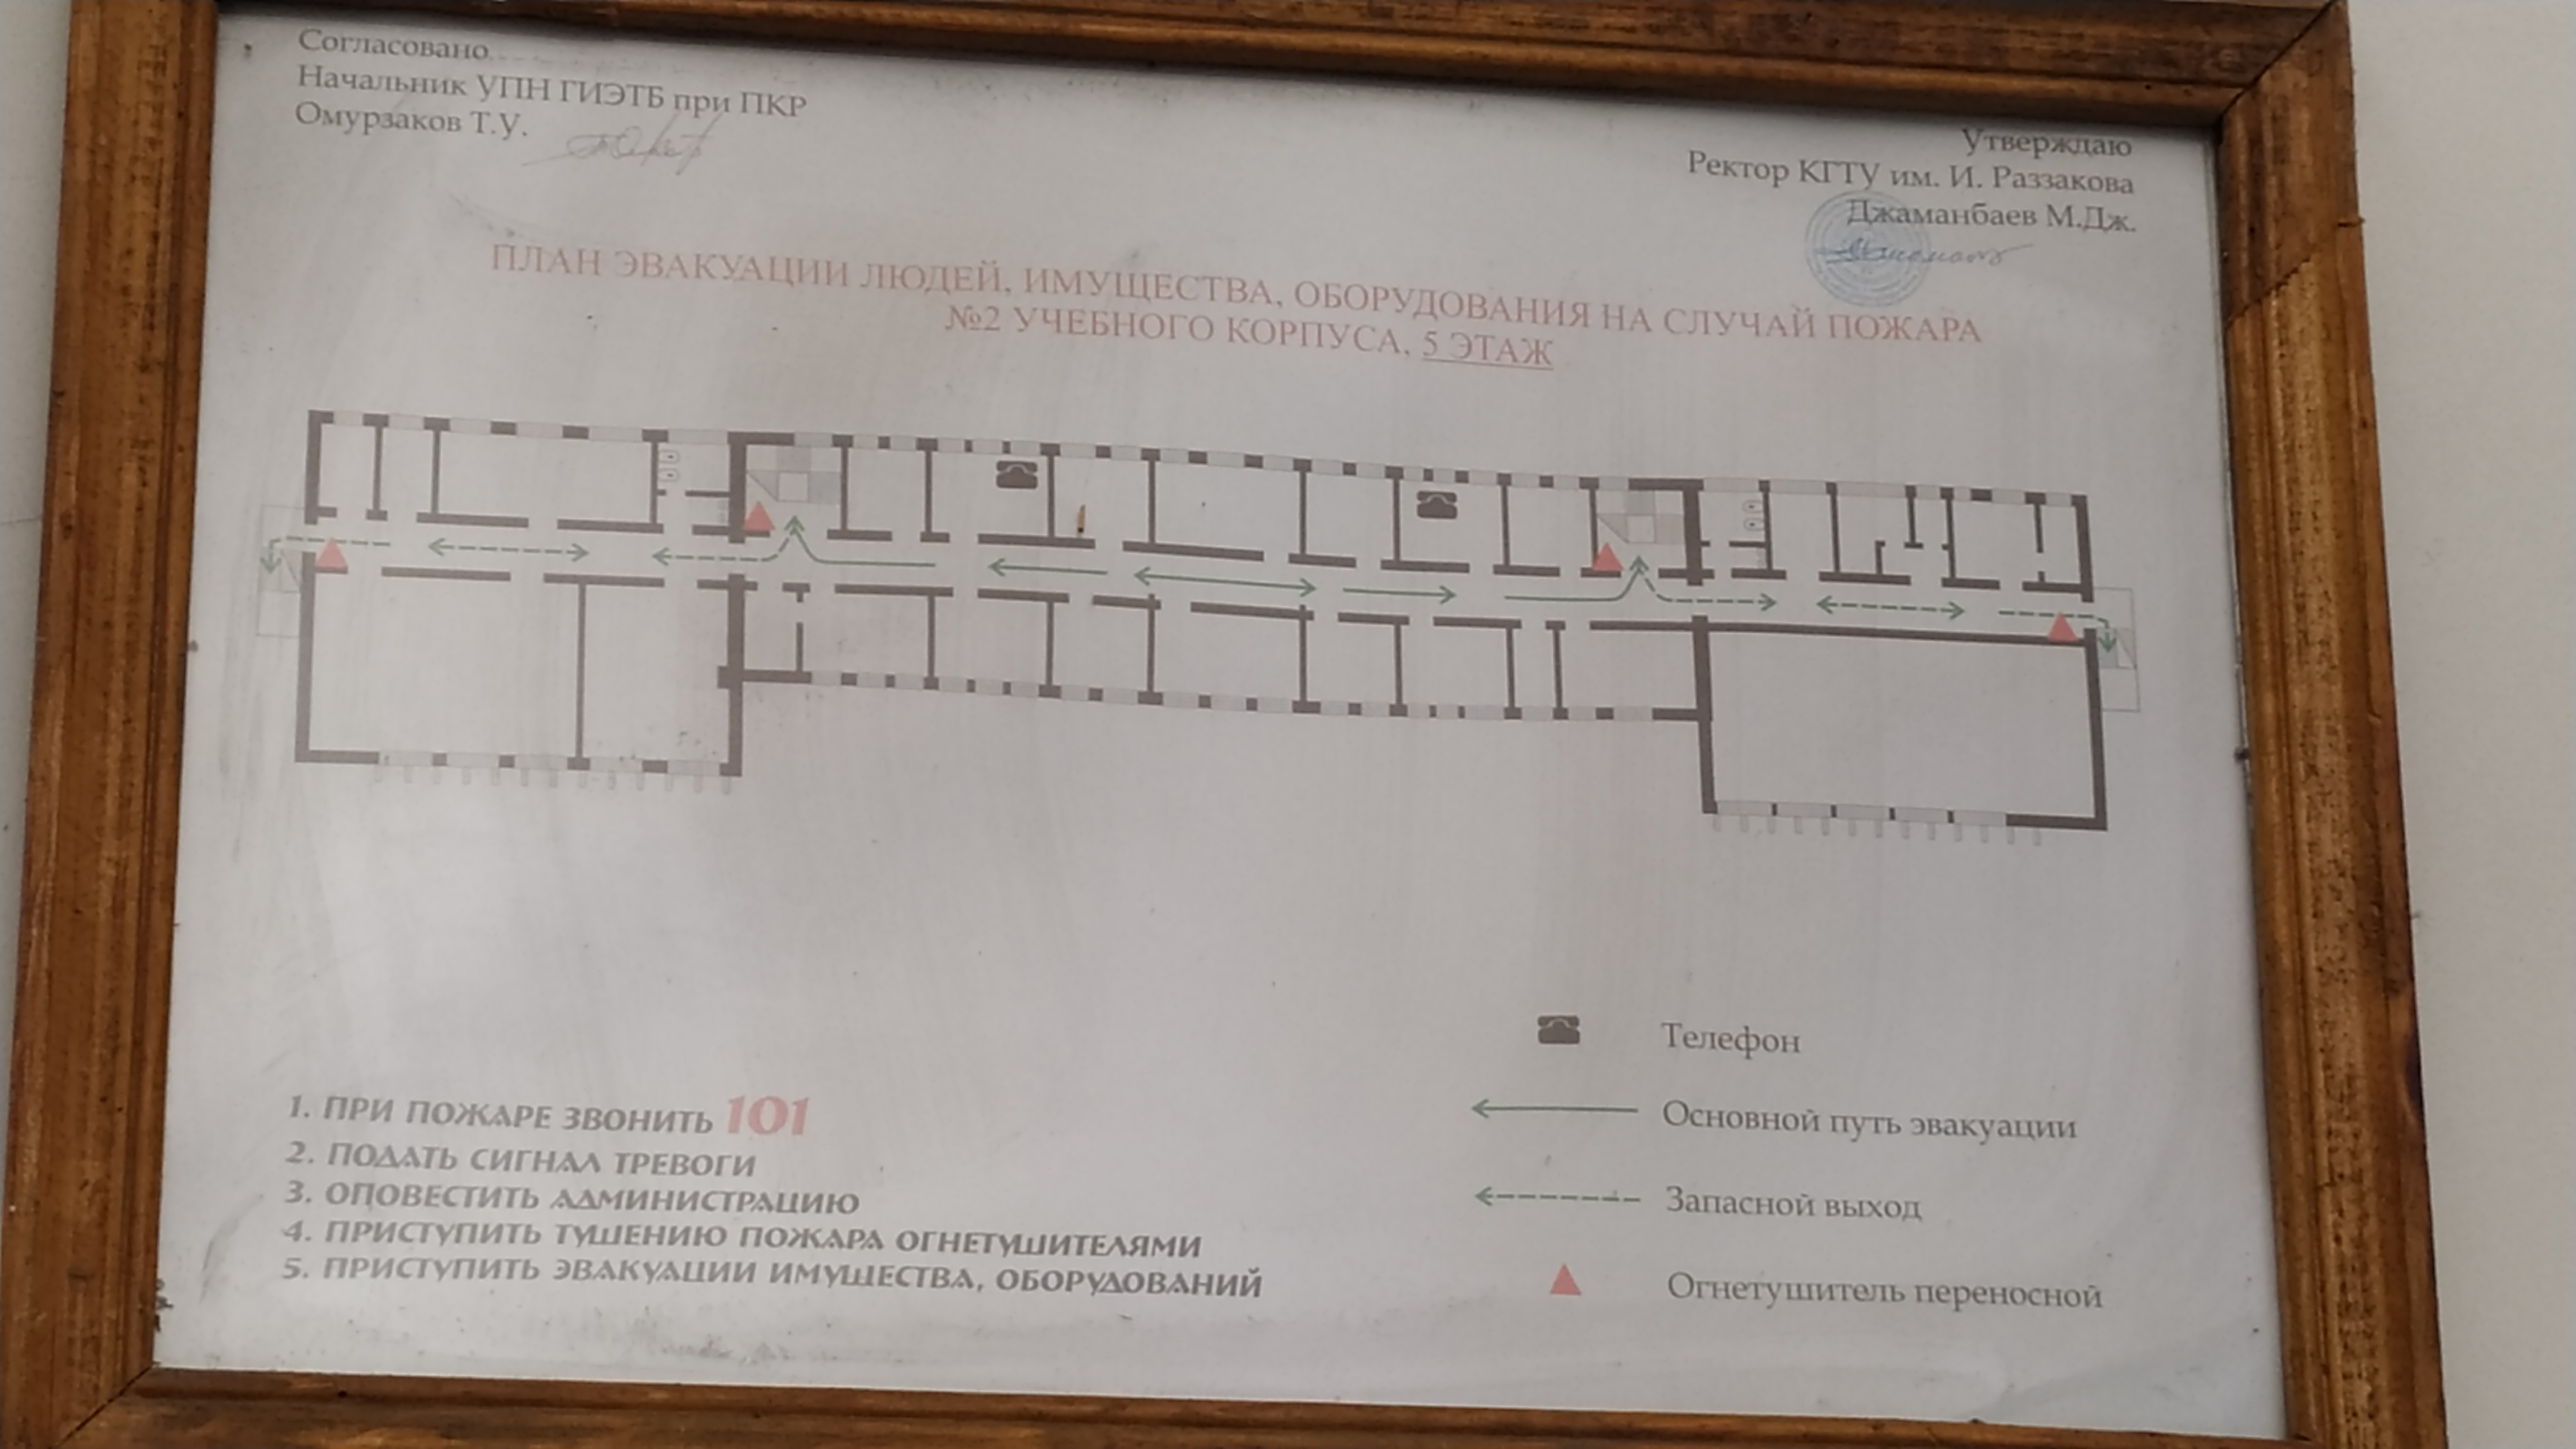 Согласовано
Начальник УПН ГИЭТБ при ПКР
Омурзаков Т.У.
Утверждаю
Ректор КГТУ им. И. Раззакова
Джаманбаев М.Дж.
ПЛАН ЭВАКУАЦИИ ЛЮДЕЙ, ИМУЩЕСТВА, ОБОРУДОВАНИЯ НА СЛУЧАЙ ПОЖАРА
№2 УЧЕБНОГО КОРПУСА, 5 ЭТАЖ
1. ПРИ ПОЖАРЕ ЗВОНИТЬ 101
2. ПОДАТЬ СИГНАЛ ТРЕВОГИ
3. ОПОВЕСТИТЬ АДМИНИСТРАЦИЮ
4. ПРИСТУПИТЬ ТУШЕНИЮ ПОЖАРА ОГНЕТУШИТЕЛЯМИ
5. ПРИСТУПИТЬ ЭВАКУАЦИИ ИМУЩЕСТВА, ОБОРУДОВАНИЙ
Телефон
Основной путь эвакуации
Запасной выход
Огнетушитель переносной